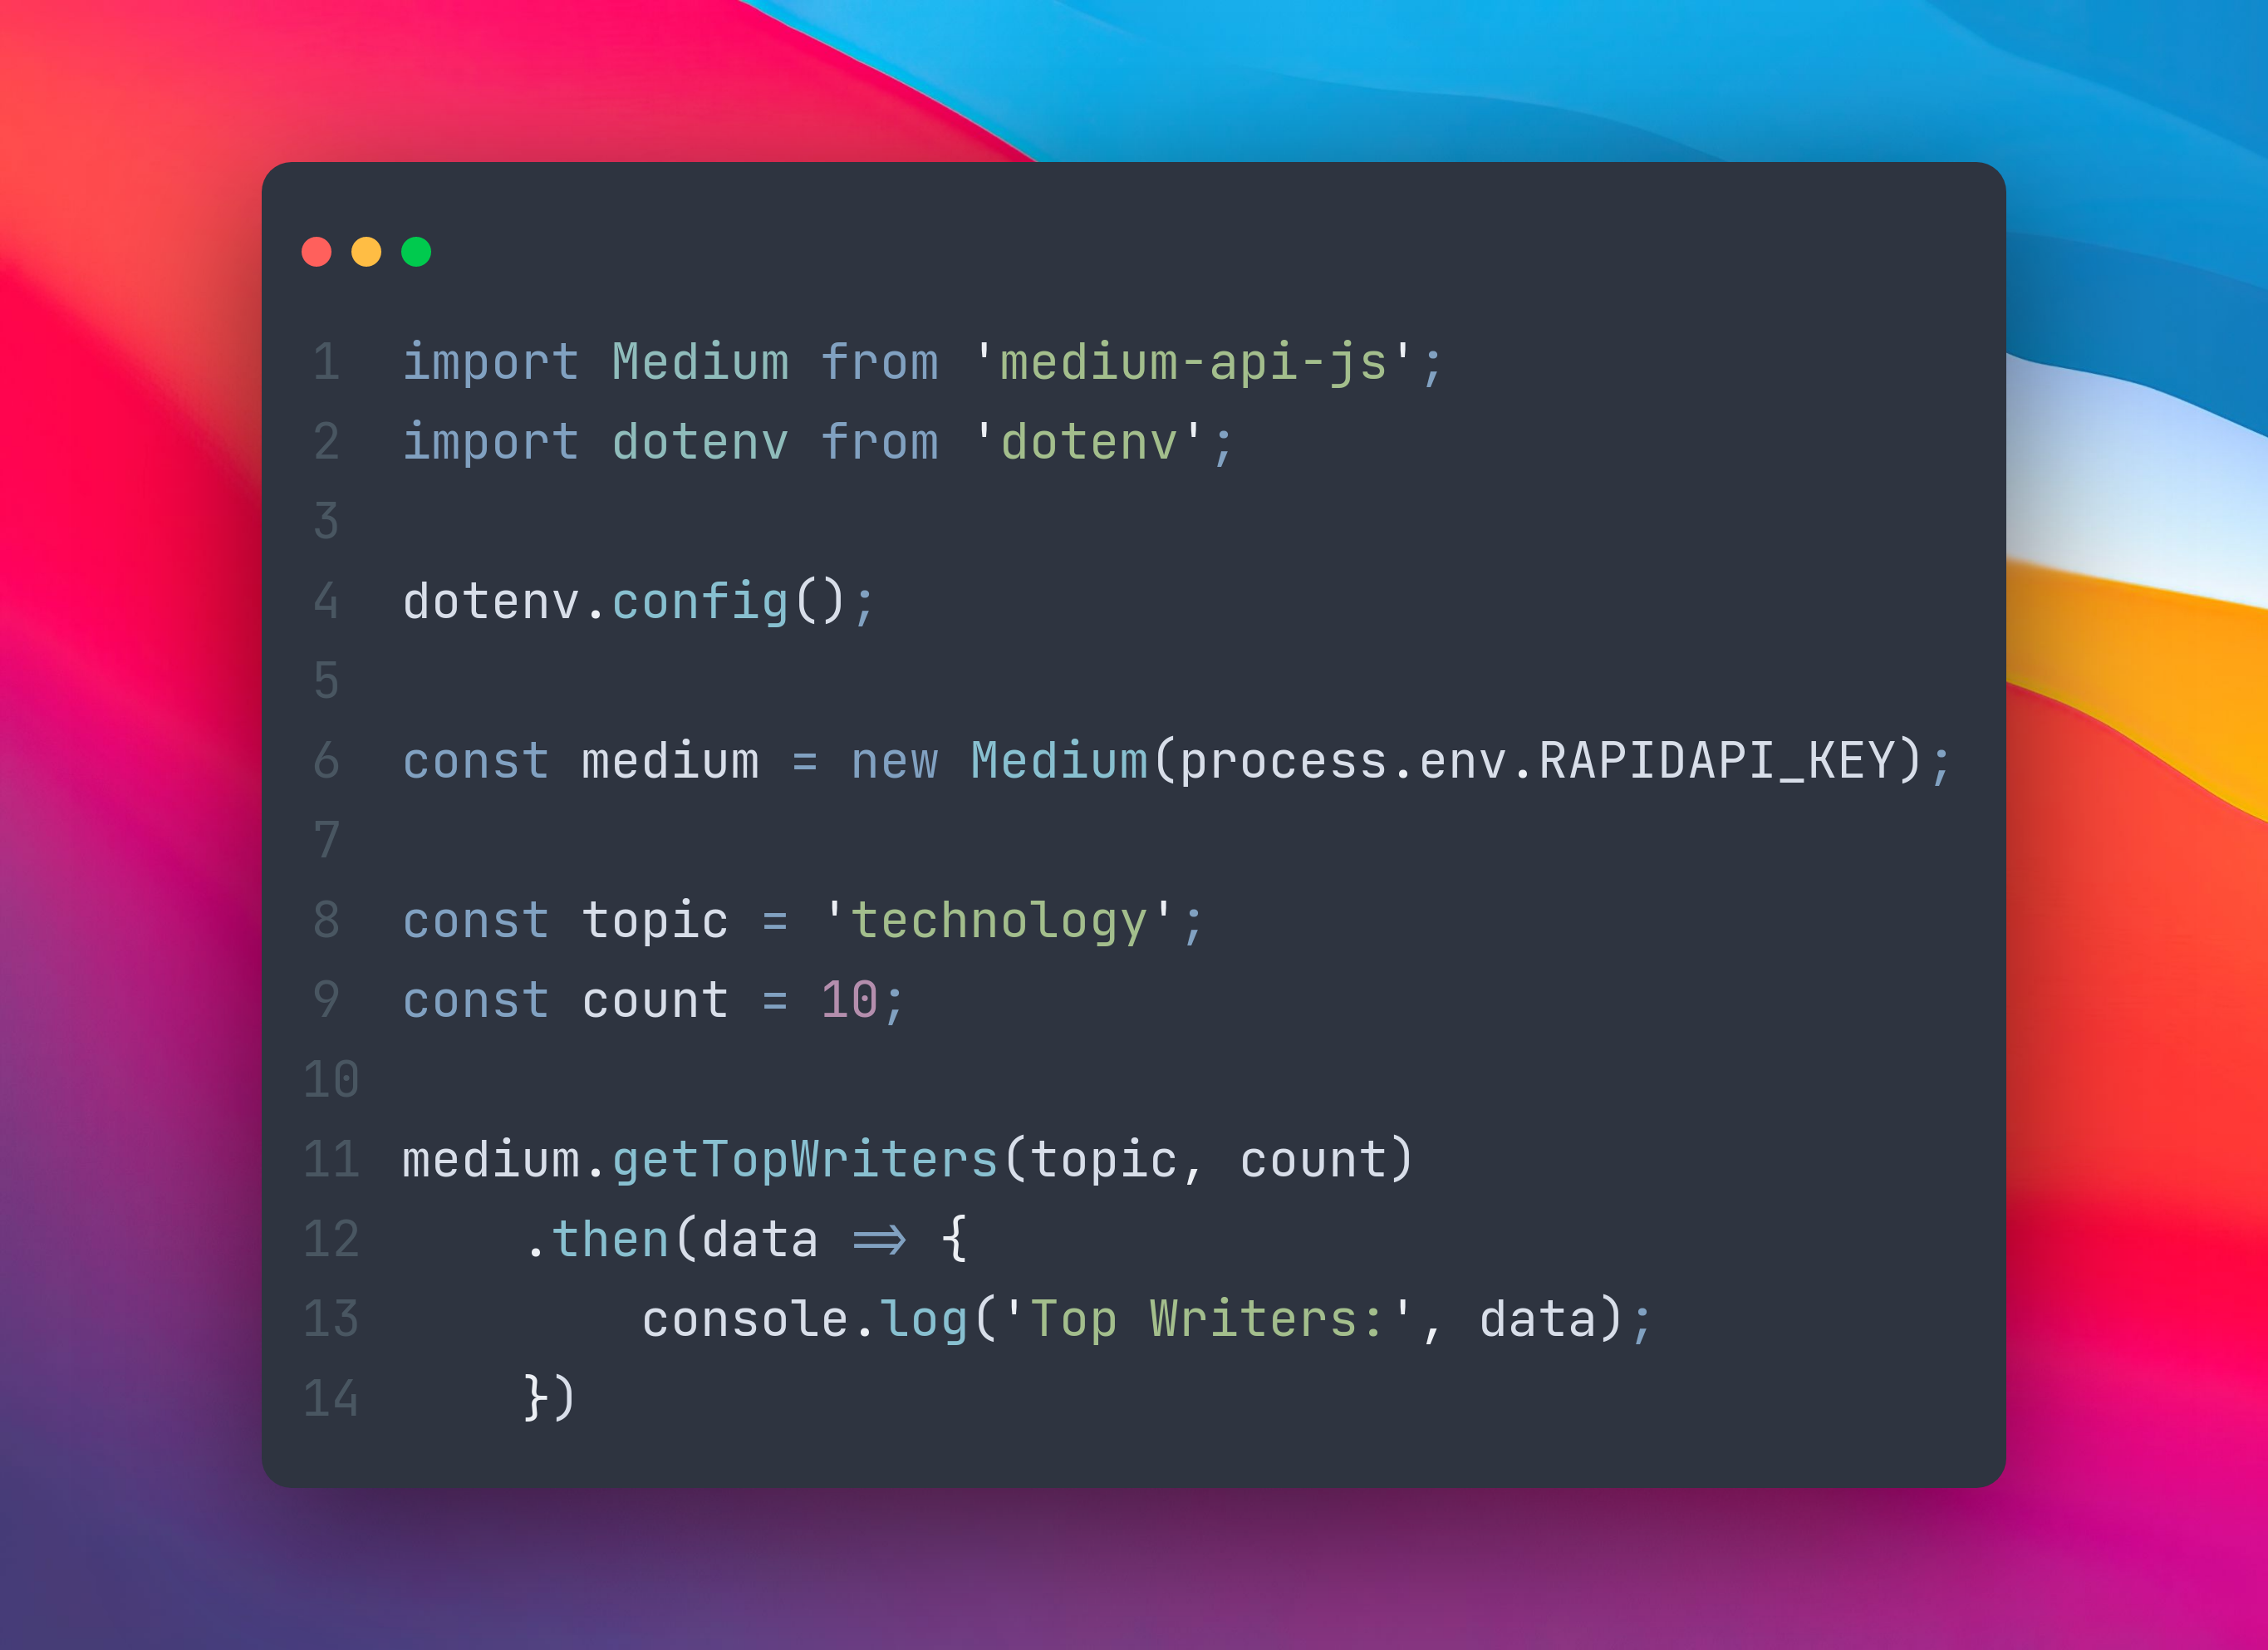 1 import Medium from 'medium-api-js';
2 import dotenv from 'dotenv';
3
4 dotenv.config();
5
6 const medium = new Medium(process.env.RAPIDAPI_KEY);
7
8 const topic = 'technology';
9 const count = 10;
10
11 medium.getTopWriters(topic, count)
12     .then(data => {
13         console.log('Top Writers:', data);
14     })